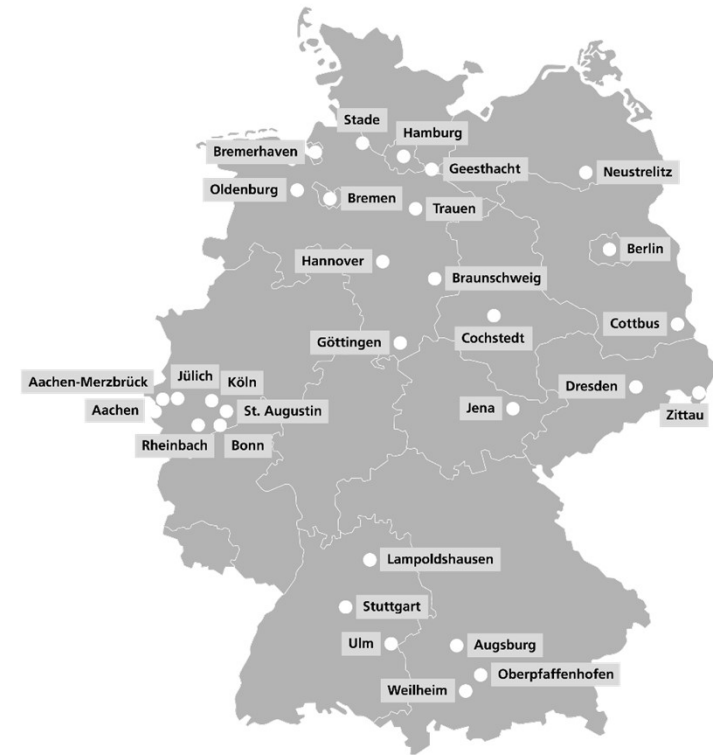 Stade
Hamburg
Bremerhaven
Geesthacht
Neustrelitz
Oldenburg
Bremen
Trauen
Berlin
Hannover
Braunschweig
Cottbus
Cochstedt
Göttingen
Jülich
Aachen-Merzbrück
Köln
Dresden
Aachen
St. Augustin
Jena
Zittau
Rheinbach
Bonn
Lampoldshausen
Stuttgart
Ulm
Augsburg
Oberpfaffenhofen
Weilheim